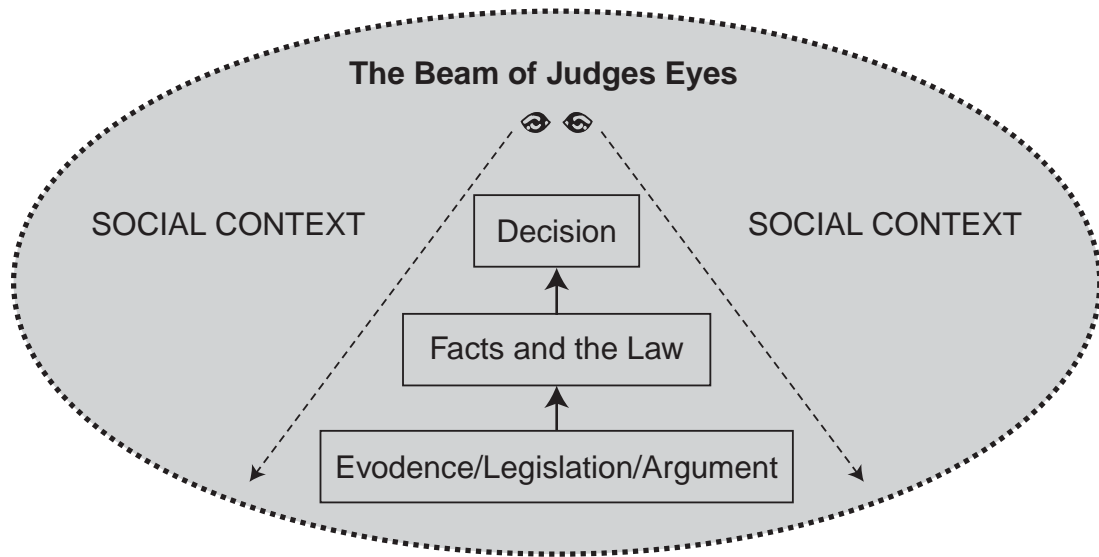 The Beam of Judges Eyes
SOCIAL CONTEXT
SOCIAL CONTEXT
Decision
Facts and the Law
Evodence/Legislation/Argument